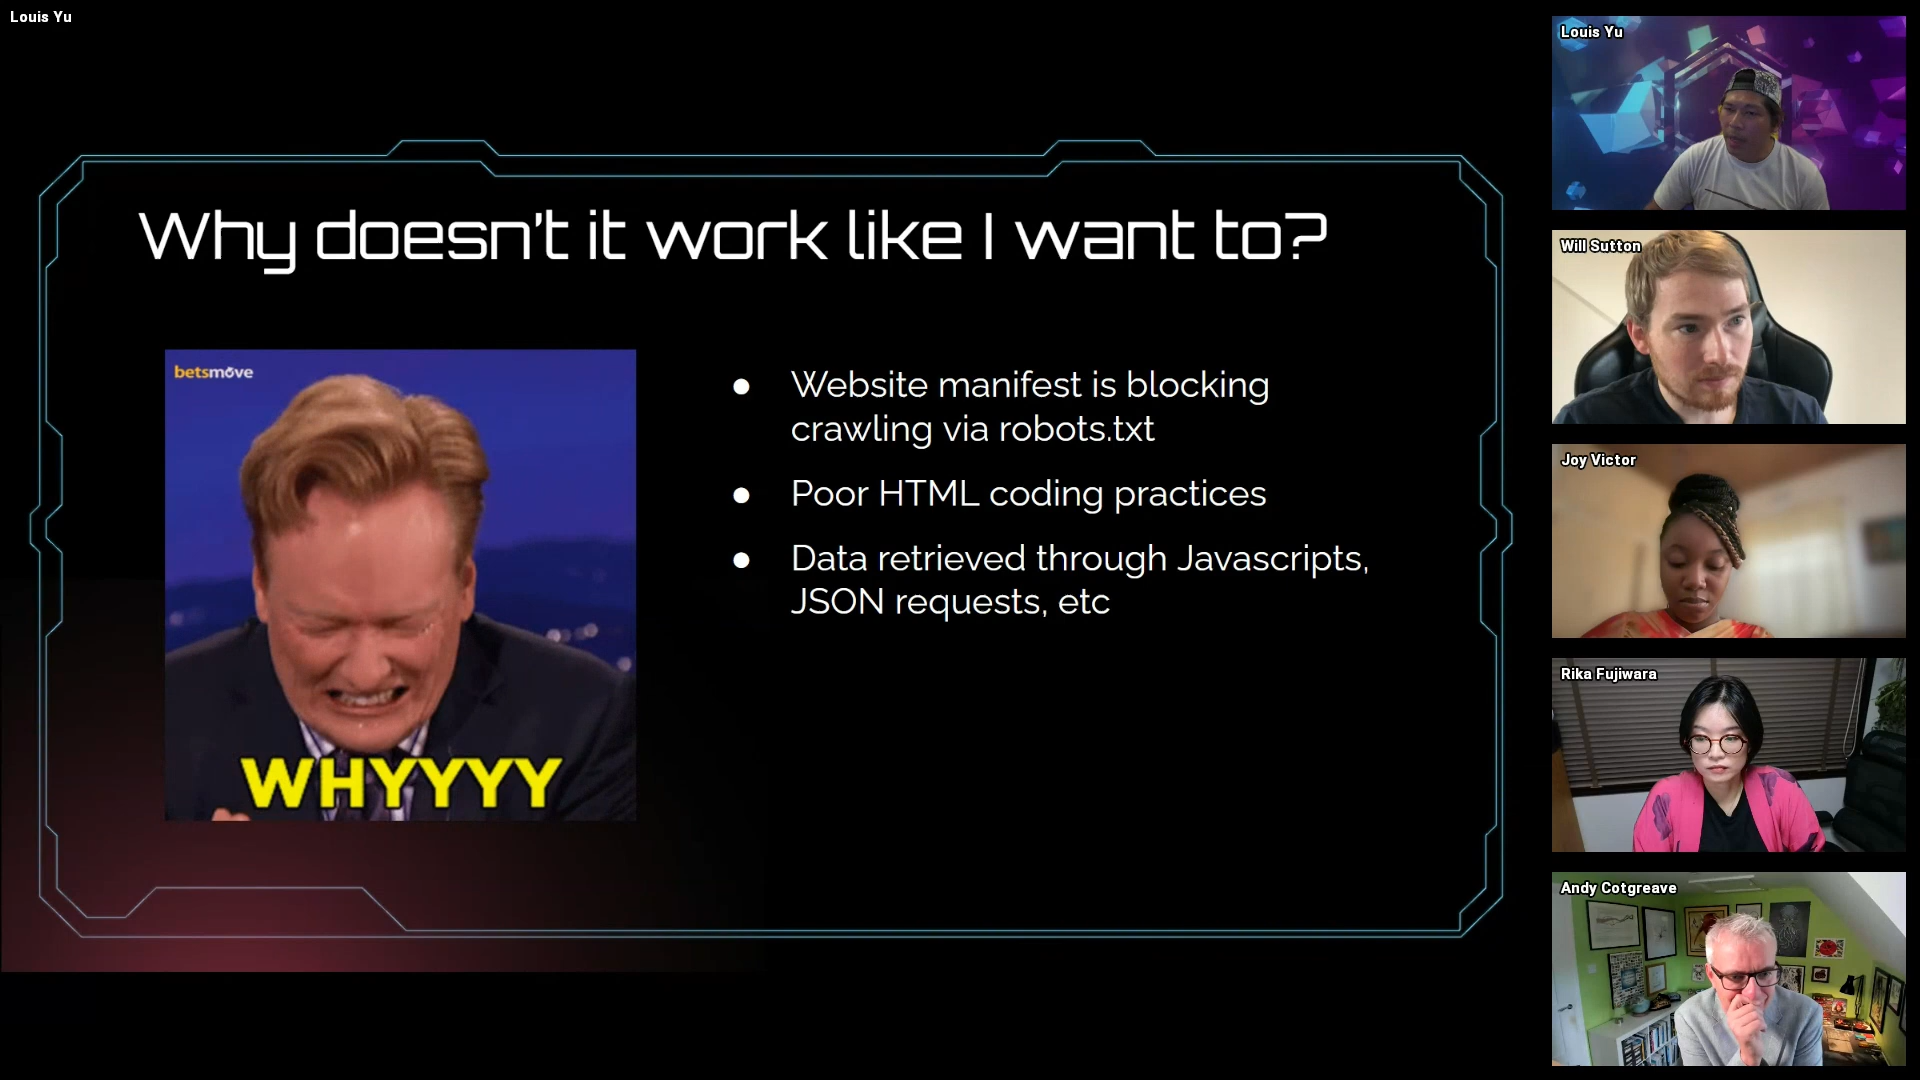 Louis Yu
Why doesn't it work like I want to?
betsmove
WHYYYY
● Website manifest is blocking
crawling via robots.txt
● Poor HTML coding practices
● Data retrieved through Javascripts,
JSON requests, etc
Louis Yu
Will Sutton
Joy Victor
Rika Fujiwara
Andy Cotgreave